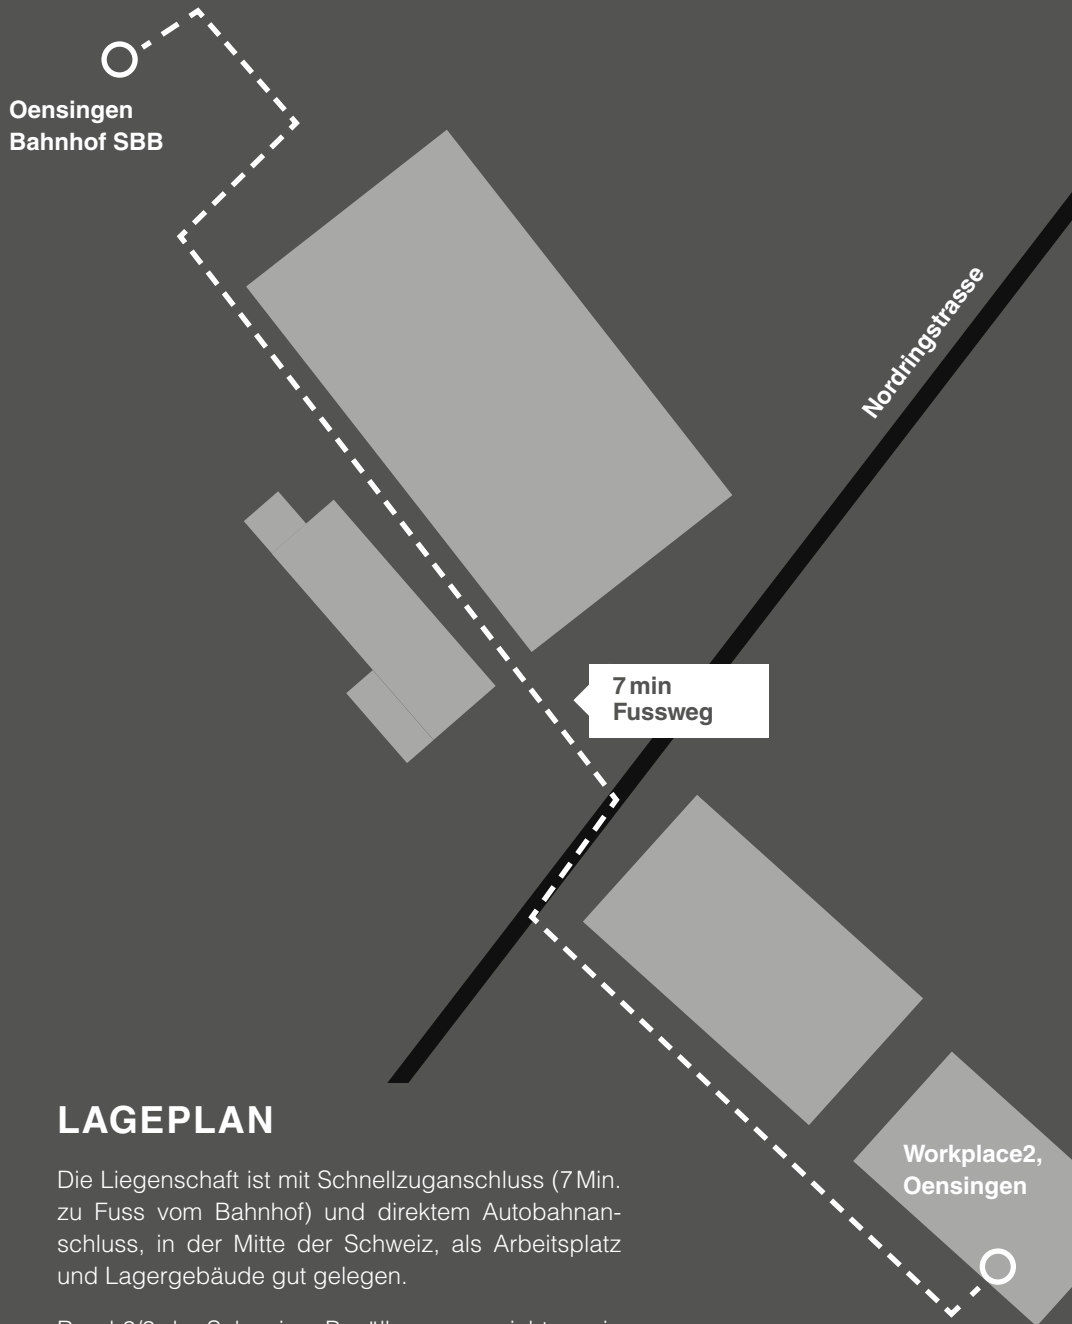 Oensingen
Bahnhof SBB
Nordringstrasse
7 min
Fussweg
LAGEPLAN
Die Liegenschaft ist mit Schnellzuganschluss (7 Min.
zu Fuss vom Bahnhof) und direktem Autobahnan-
schluss, in der Mitte der Schweiz, als Arbeitsplatz
und Lagergebäude gut gelegen.
Workplace2,
Oensingen